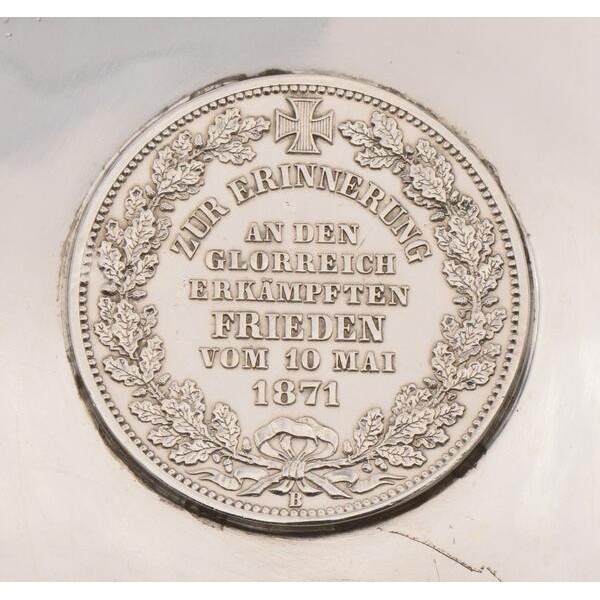 ZUR ERINNERUNG
AN DEN
GLORREICH
ERKÄMPFTEN
FRIEDEN
VOM 10 MAI
1871
B